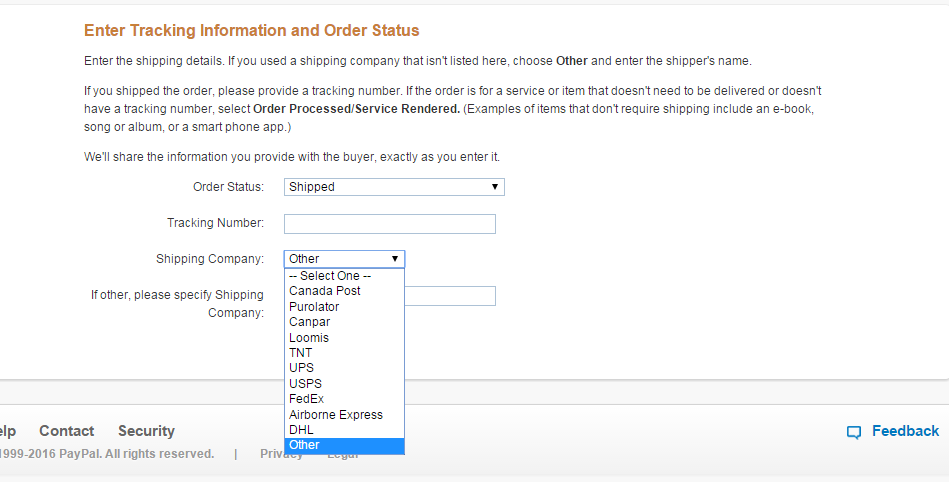 Enter Tracking Information and Order Status
Enter the shipping details. If you used a shipping company that isn't listed here, choose Other and enter the shipper's name.
If you shipped the order, please provide a tracking number. If the order is for a service or item that doesn't need to be delivered or doesn't
have a tracking number, select Order Processed/Service Rendered. (Examples of items that don't require shipping include an e-book,
song or album, or a smart phone app.)
We'll share the information you provide with the buyer, exactly as you enter it.
Order Status: Shipped
Tracking Number:
Shipping Company: Other
-- Select One --
Canada Post
If other, please specify Shipping
Company:
Purolator
Canpar
Loomis
TNT
UPS
USPS
FedEx
Airborne Express
DHL
Other
elp Contact Security
Feedback
1999-2016 PayPal. All rights reserved. | Privacy Legal